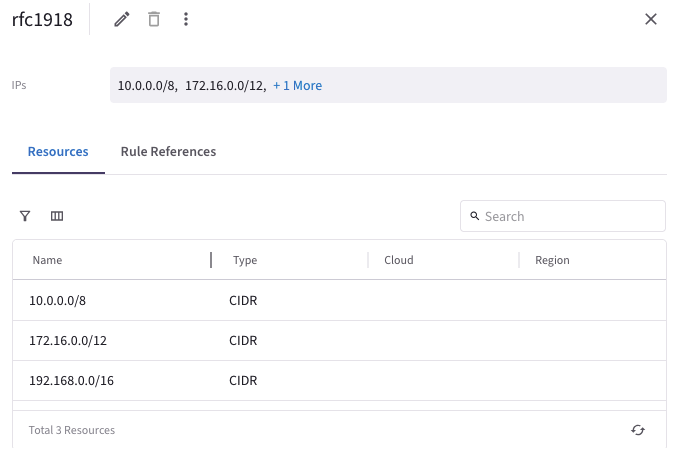 rfc1918
IPs 10.0.0.0/8, 172.16.0.0/12, + 1 More
Resources Rule References
Search
Name Type Cloud Region
10.0.0.0/8 CIDR
172.16.0.0/12 CIDR
192.168.0.0/16 CIDR
Total 3 Resources